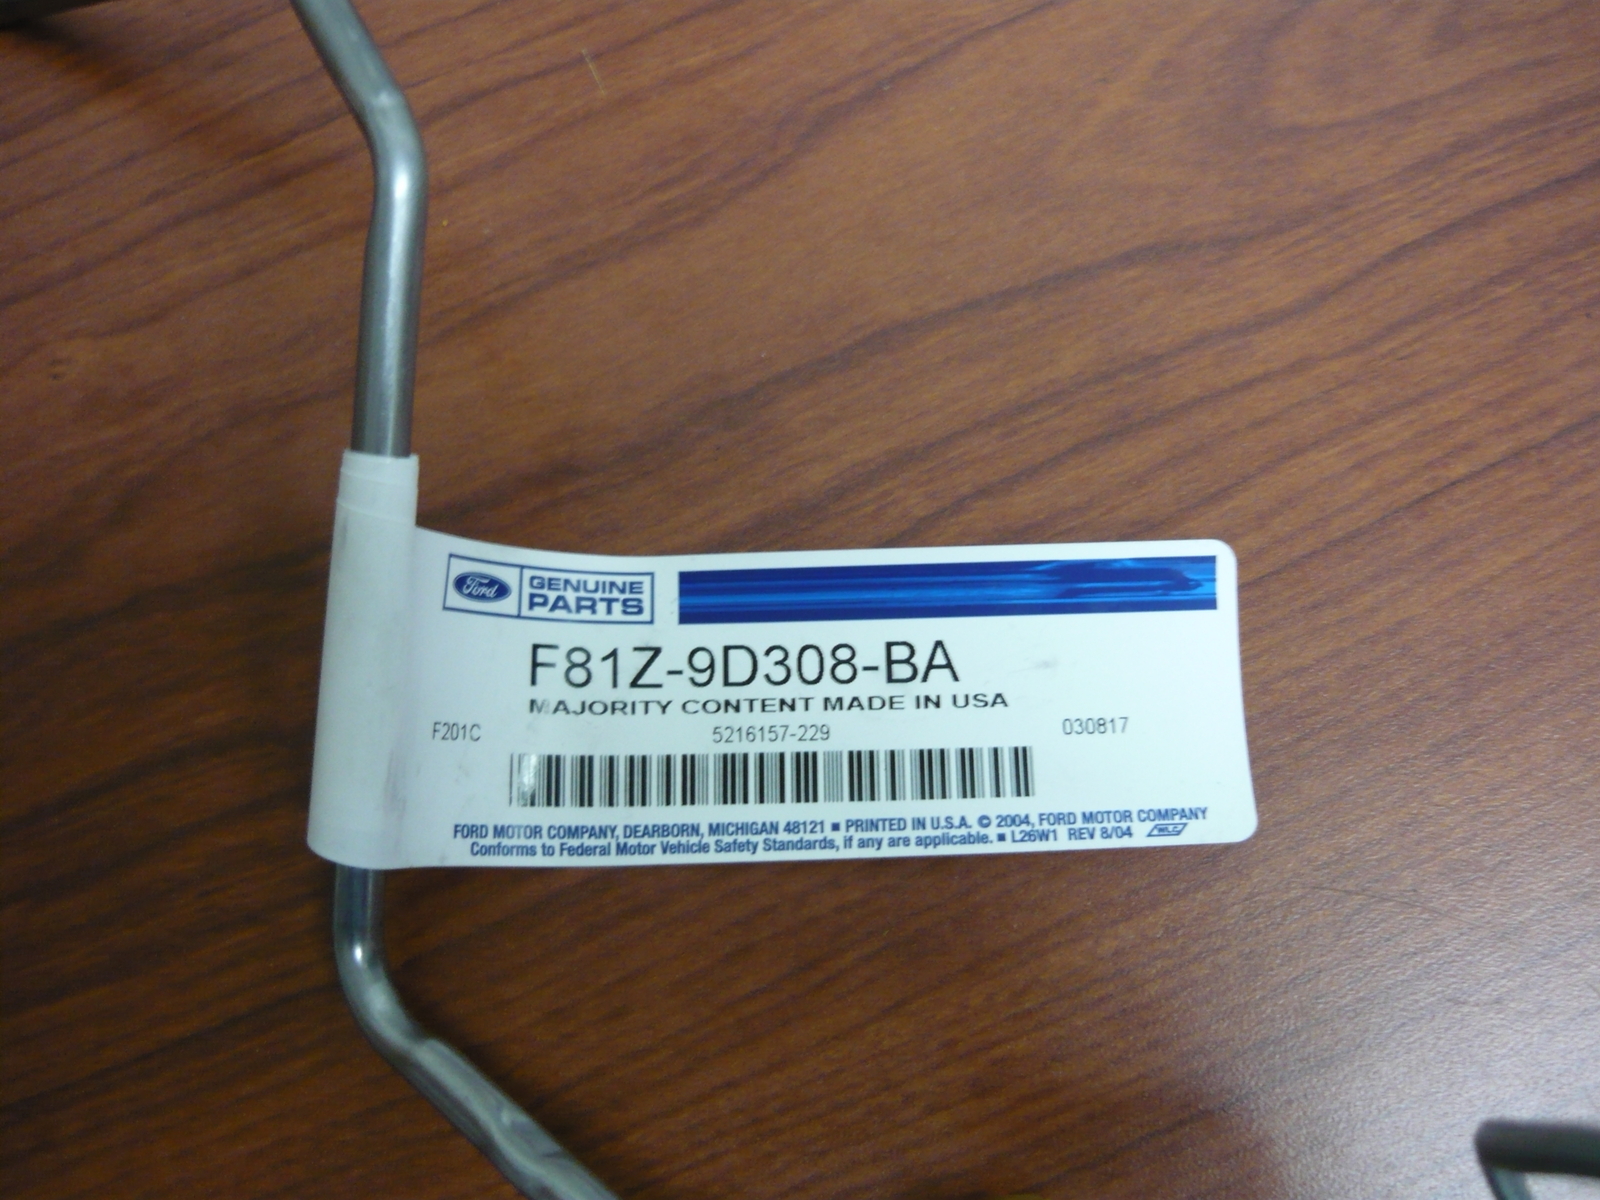 Ford GENUINE PARTS
F81Z-9D308-BA
MAJORITY CONTENT MADE IN USA
F201C 5216157-229 030817
FORD MOTOR COMPANY, DEARBORN, MICHIGAN 48121 ■ PRINTED IN U.S.A. © 2004, FORD MOTOR COMPANY
Conforms to Federal Motor Vehicle Safety Standards, if any are applicable. ■ L26W1 REV 8/04 WLC